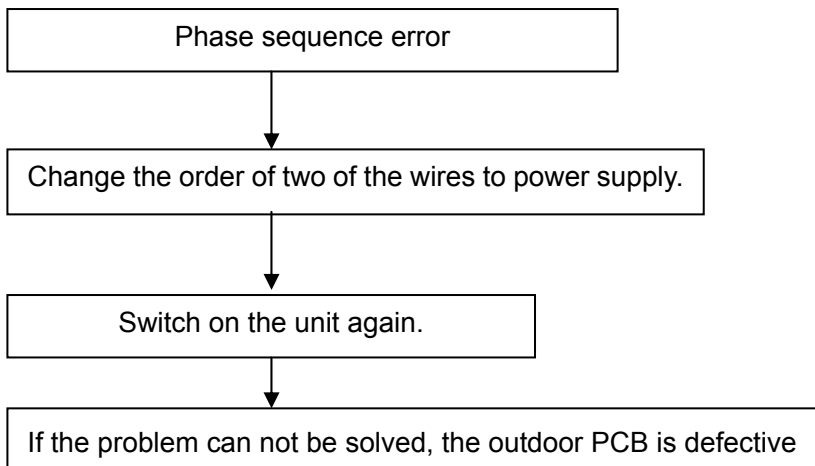 Phase sequence error
Change the order of two of the wires to power supply.
Switch on the unit again.
If the problem can not be solved, the outdoor PCB is defective